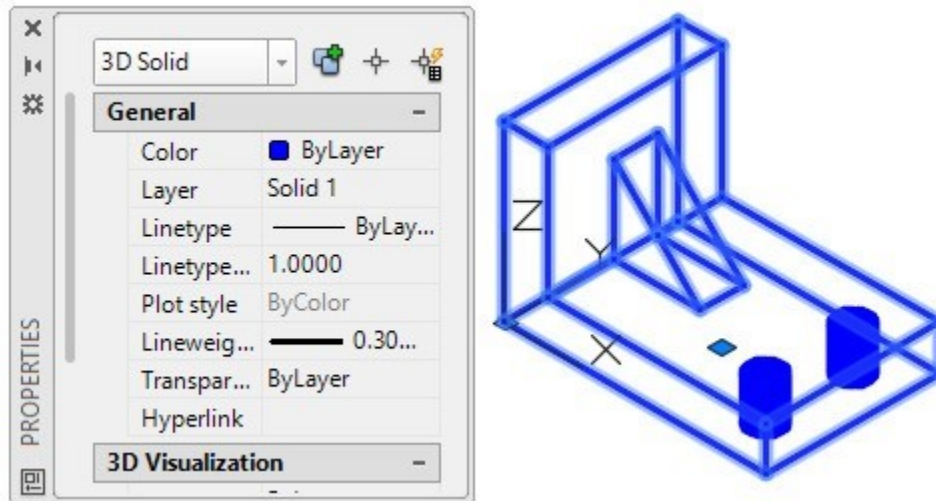 3D Solid
General
Color ByLayer
Layer Solid 1
Linetype ByLay...
Linetype... 1.0000
Plot style ByColor
Lineweig... 0.30...
Transpar... ByLayer
Hyperlink
3D Visualization
PROPERTIES
Z
Y
X